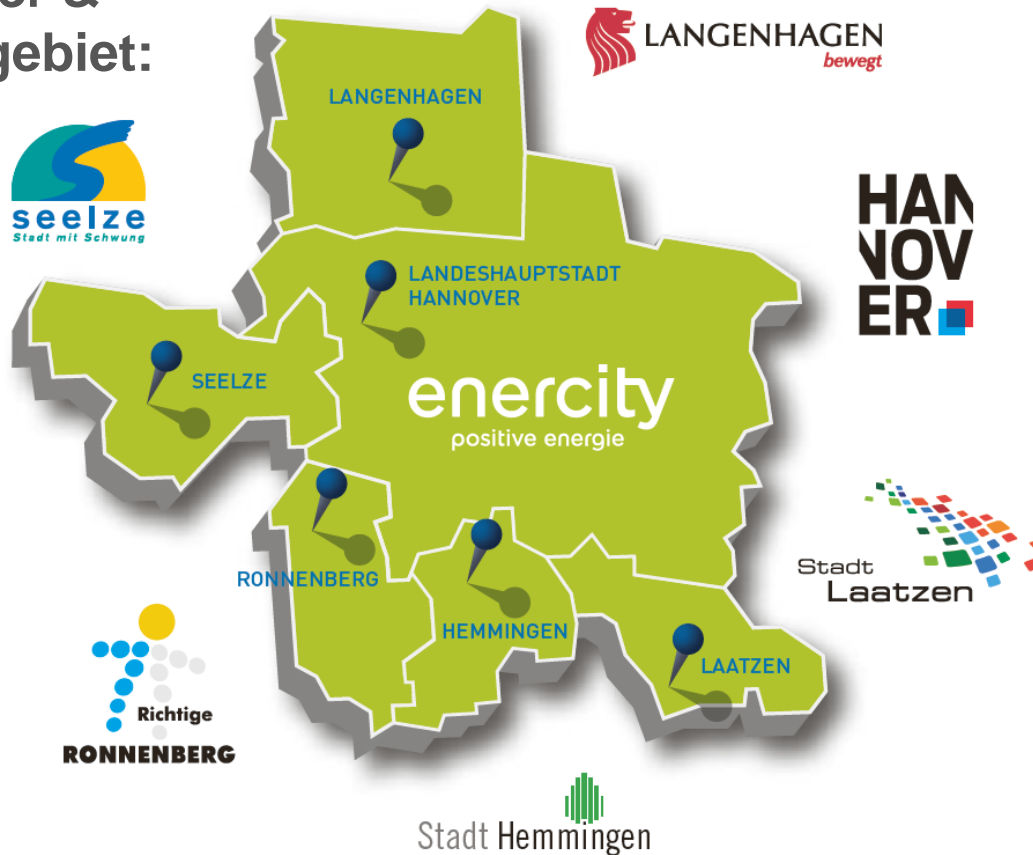 &
gebiet:
LANGENHAGEN
bewegt
LANGENHAGEN
seelze
Stadt mit Schwung
HAN
NOV
ER
LANDESHAUPTSTADT
HANNOVER
SEELZE
enercity
positive energie
RONNENBERG
HEMMINGEN
LAATZEN
Stadt
Laatzen
Richtige
RONNENBERG
Stadt Hemmingen